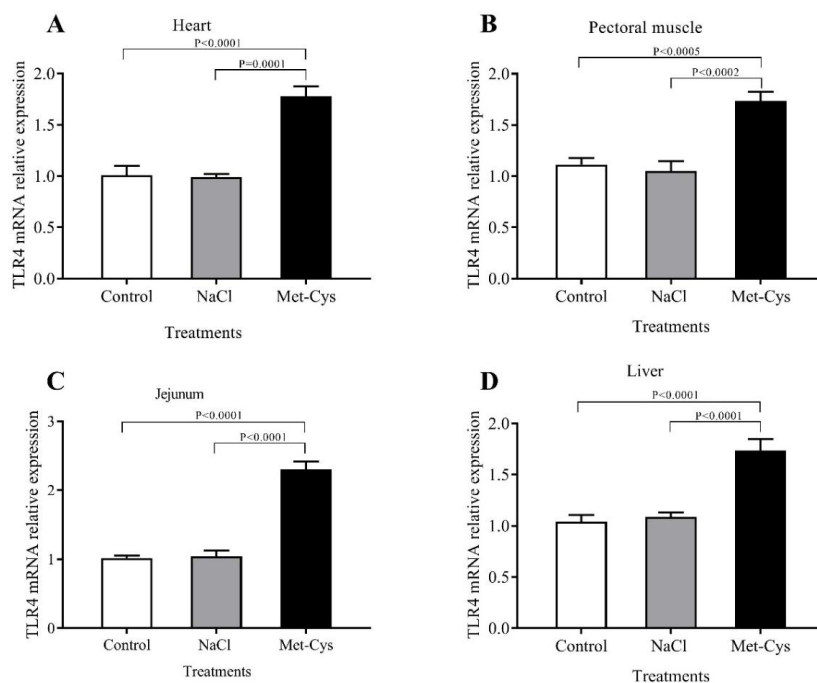 A
Heart
P<0.0001
P=0.0001
TLR4 mRNA relative expression
2.0
1.5
1.0
0.5
0.0
Control NaCl Met-Cys
Treatments
B
Pectoral muscle
P<0.0005
P<0.0002
TLR4 mRNA relative expression
2.0
1.5
1.0
0.5
0.0
Control NaCl Met-Cys
Treatments
C
Jejunum
P<0.0001
P<0.0001
TLR4 mRNA relative expression
3
2
1
0
Control NaCl Met-Cys
Treatments
D
Liver
P<0.0001
P<0.0001
TLR4 mRNA relative expression
2.0
1.5
1.0
0.5
0.0
Control NaCl Met-Cys
Treatments